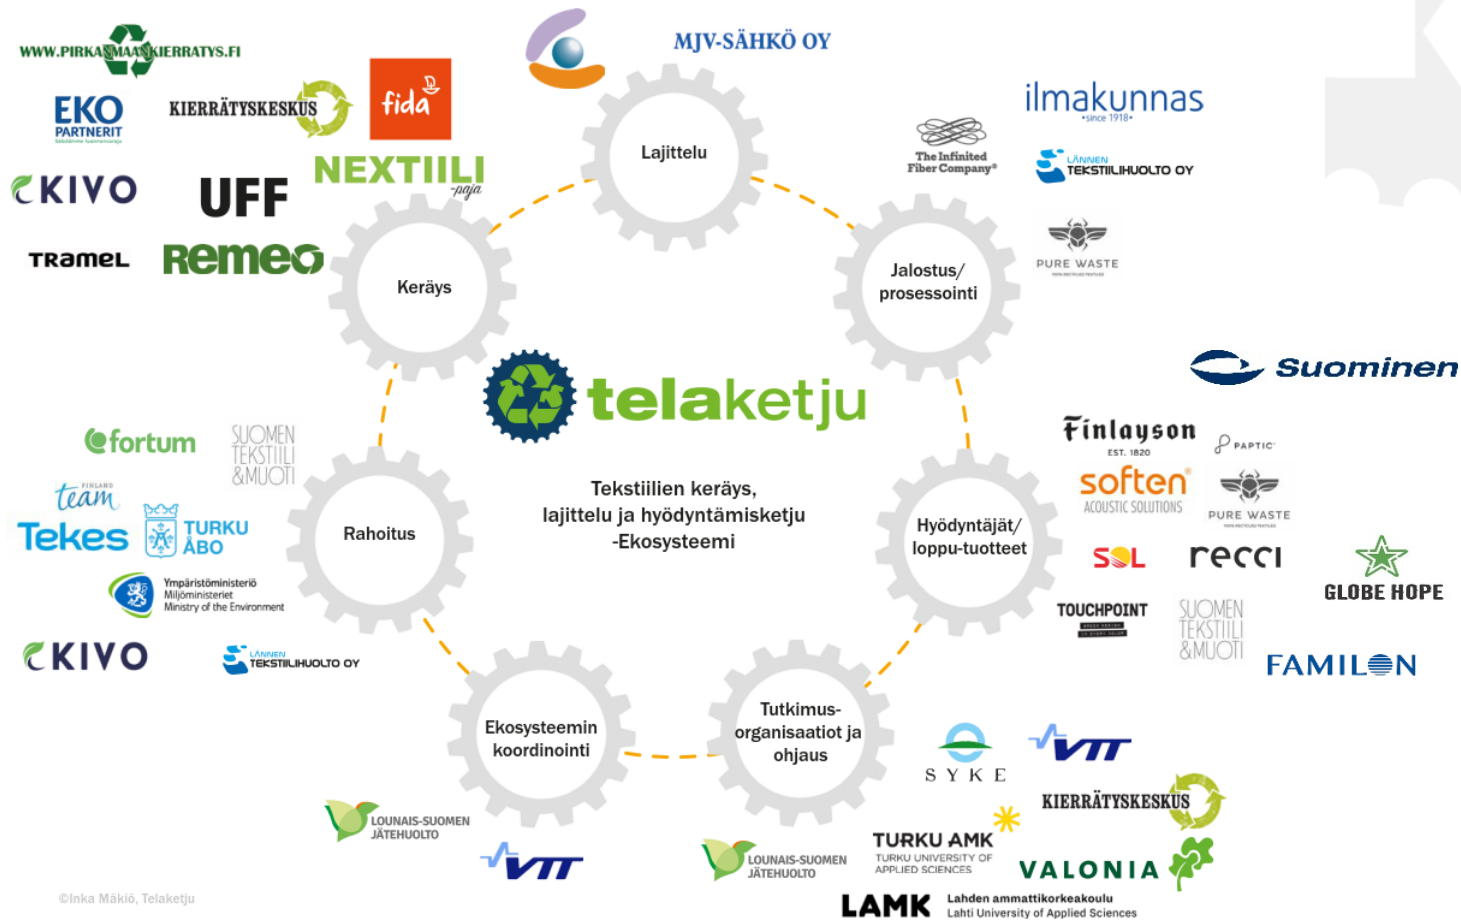 WWW.PIRKANMAANKIERRATYS.FI
MJV-SÄHKÖ OY
EKO
PARTNERIT
KIERRÄTYSKESKUS
fida
ilmakunnas
•since 1918•
The Infinited
Fiber Company®
LÄNNEN
TEKSTIILIHUOLTO OY
Lajittelu
KIVO
UFF
NEXTIILI
-paja
TRAMEL
Remeo
PURE WASTE
Keräys
Jalostus/
prosessointi
telaketju
Suominen
Finlayson
EST. 1820
PAPTIC
fortum
SUOMEN
TEKSTIILI
&MUOTI
soften®
ACOUSTIC SOLUTIONS
PURE WASTE
FINLAND
team
Tekes
TURKU
ÅBO
Tekstiilien keräys,
lajittelu ja hyödyntämisketju
-Ekosysteemi
Rahoitus
Hyödyntäjät/
loppu-tuotteet
SOL
recci
GLOBE HOPE
Ympäristöministeriö
Miljöministeriet
Ministry of the Environment
TOUCHPOINT
SUOMEN
TEKSTIILI
&MUOTI
FAMILON
KIVO
LÄNNEN
TEKSTIILIHUOLTO OY
Ekosysteemin
koordinointi
Tutkimus-
organisaatiot ja
ohjaus
SYKE
VTT
KIERRÄTYSKESKUS
LOUNAIS-SUOMEN
JÄTEHUOLTO
VTT
LOUNAIS-SUOMEN
JÄTEHUOLTO
TURKU AMK
TURKU UNIVERSITY OF
APPLIED SCIENCES
VALONIA
LAMK
Lahden ammattikorkeakoulu
Lahti University of Applied Sciences
©Inka Mäkiö, Telaketju